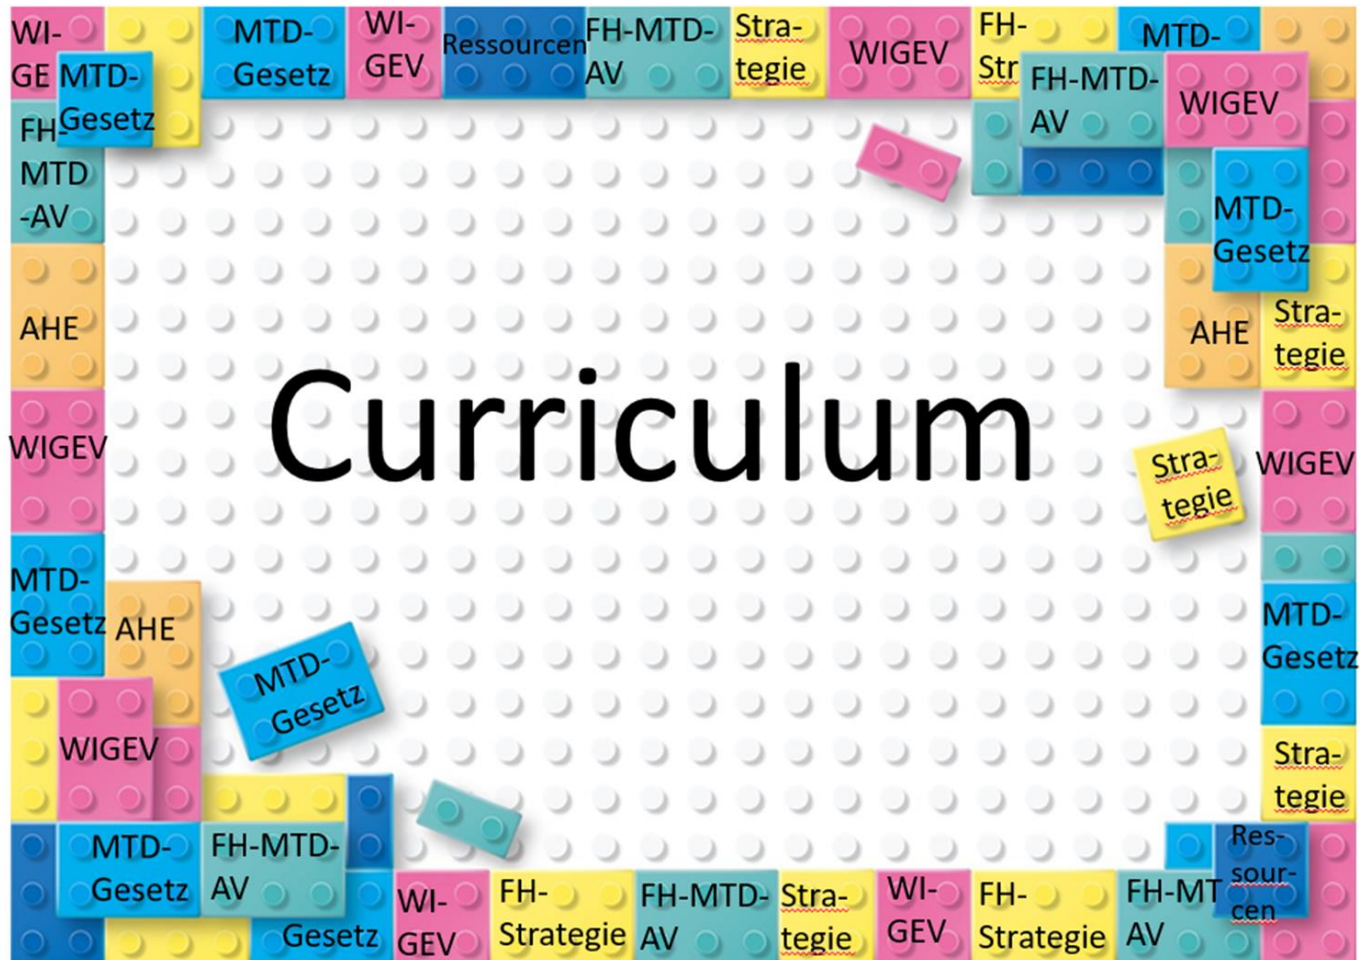 WI-
GE
MTD-
Gesetz
MTD-
Gesetz
WI-
GEV
Ressourcen
FH-MTD-
AV
Stra-
tegie
WIGEV
FH-
Str
MTD-
FH-MTD-
AV
WIGEV
FH-
MTD
-AV
MTD-
Gesetz
AHE
AHE
Stra-
tegie
Curriculum
WIGEV
Stra-
tegie
WIGEV
MTD-
Gesetz
AHE
MTD-
Gesetz
MTD-
Gesetz
WIGEV
Stra-
tegie
MTD-
Gesetz
FH-MTD-
AV
Res-
sour-
cen
Gesetz
WI-
GEV
FH-
Strategie
FH-MTD-
AV
Stra-
tegie
WI-
GEV
FH-
Strategie
FH-MT
AV